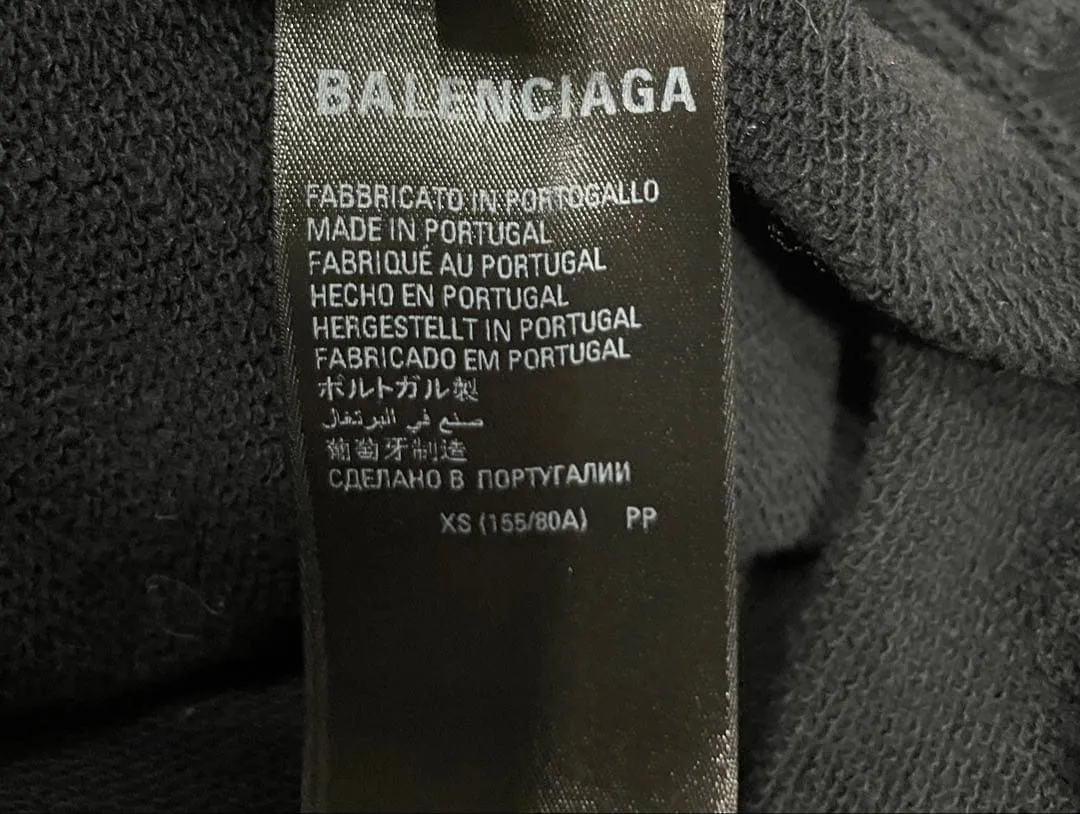 BALENCIAGA
FABBRICATO IN PORTOGALLO
MADE IN PORTUGAL
FABRIQUÉ AU PORTUGAL
HECHO EN PORTUGAL
HERGESTELLT IN PORTUGAL
FABRICADO EM PORTUGAL
ポルトガル製
صنع في البرتغال
葡萄牙制造
СДЕЛАНО В ПОРТУГАЛИИ
XS (155/80A) PP